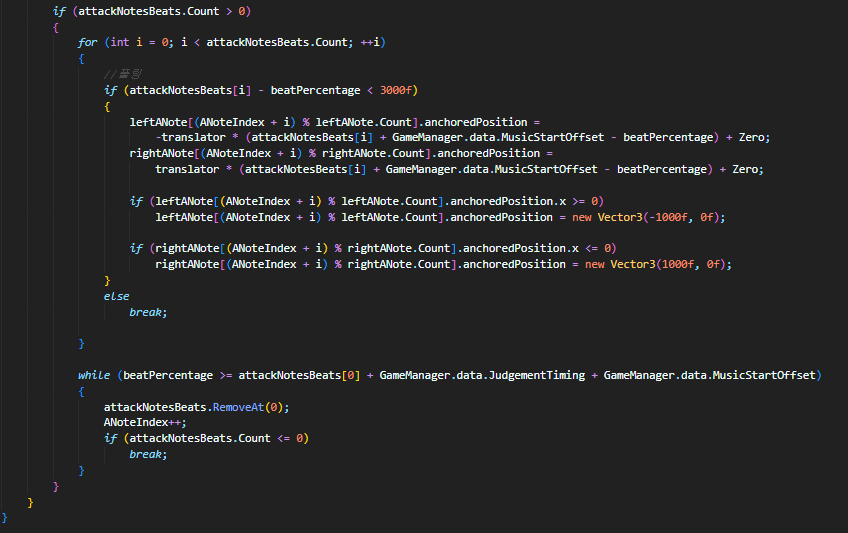 if (attackNotesBeats.Count > 0)
{
for (int i = 0; i < attackNotesBeats.Count; ++i)
{
//풀링
if (attackNotesBeats[i] - beatPercentage < 3000f)
{
leftANote[(ANoteIndex + i) % leftANote.Count].anchoredPosition =
-translator * (attackNotesBeats[i] + GameManager.data.MusicStartOffset - beatPercentage) + Zero;
rightANote[(ANoteIndex + i) % rightANote.Count].anchoredPosition =
translator * (attackNotesBeats[i] + GameManager.data.MusicStartOffset - beatPercentage) + Zero;
if (leftANote[(ANoteIndex + i) % leftANote.Count].anchoredPosition.x >= 0)
leftANote[(ANoteIndex + i) % leftANote.Count].anchoredPosition = new Vector3(-1000f, 0f);
if (rightANote[(ANoteIndex + i) % rightANote.Count].anchoredPosition.x <= 0)
rightANote[(ANoteIndex + i) % rightANote.Count].anchoredPosition = new Vector3(1000f, 0f);
}
else
break;
}
while (beatPercentage >= attackNotesBeats[0] + GameManager.data.JudgementTiming + GameManager.data.MusicStartOffset)
{
attackNotesBeats.RemoveAt(0);
ANoteIndex++;
if (attackNotesBeats.Count <= 0)
break;
}
}
}
}